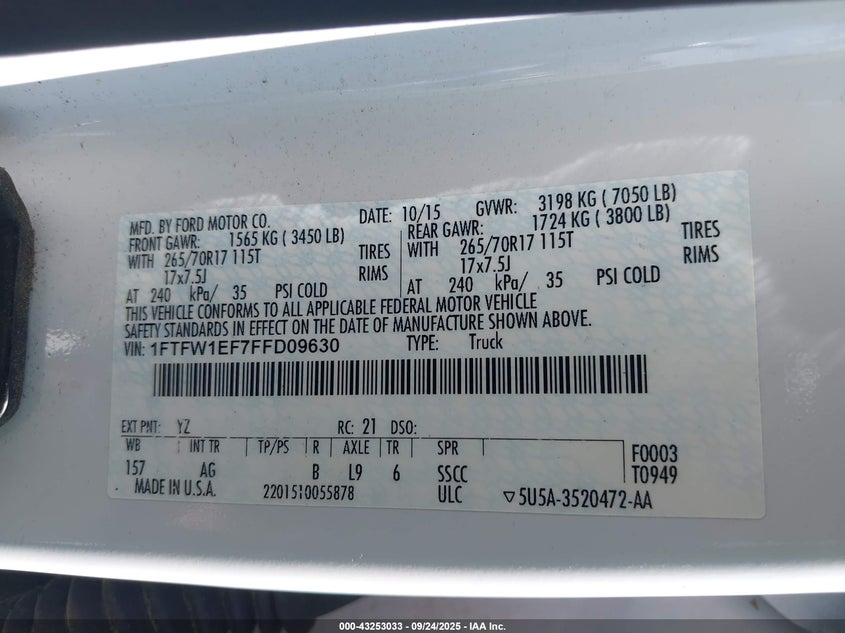 MFD. BY FORD MOTOR CO. DATE: 10/15 GVWR: 3198 KG ( 7050 LB)
FRONT GAWR: 1565 KG ( 3450 LB) REAR GAWR: 1724 KG ( 3800 LB)
WITH 265/70R17 115T TIRES WITH 265/70R17 115T TIRES
17x7.5J RIMS 17x7.5J RIMS
AT 240 kPa/ 35 PSI COLD AT 240 kPa/ 35 PSI COLD
THIS VEHICLE CONFORMS TO ALL APPLICABLE FEDERAL MOTOR VEHICLE
SAFETY STANDARDS IN EFFECT ON THE DATE OF MANUFACTURE SHOWN ABOVE.
VIN: 1FTFW1EF7FFD09630 TYPE: Truck
EXT PNT: YZ RC: 21 DSO:
WB INT TR TP/PS R AXLE TR SPR F0003
157 AG B L9 6 SSCC T0949
MADE IN U.S.A. 2201510055878 ULC ▽5U5A-3520472-AA
000-43253033 - 09/24/2025 - IAA Inc.